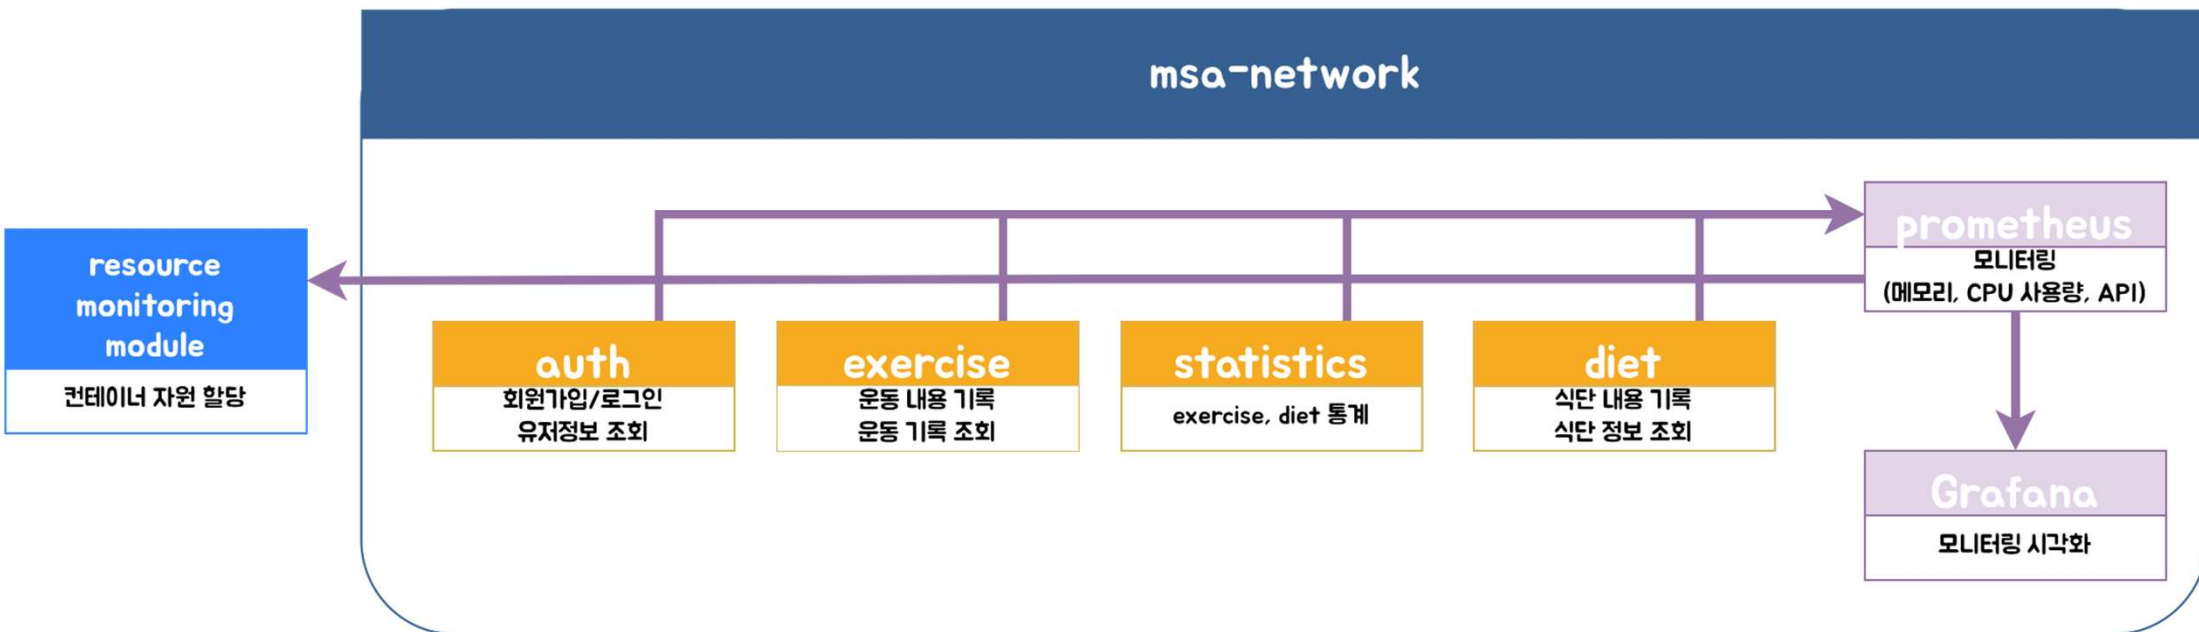 msa-network
resource
monitoring
module
컨테이너 자원 할당
auth
회원가입/로그인
유저정보 조회
exercise
운동 내용 기록
운동 기록 조회
statistics
exercise, diet 통계
diet
식단 내용 기록
식단 정보 조회
prometheus
모니터링
(메모리, CPU 사용량, API)
Grafana
모니터링 시각화